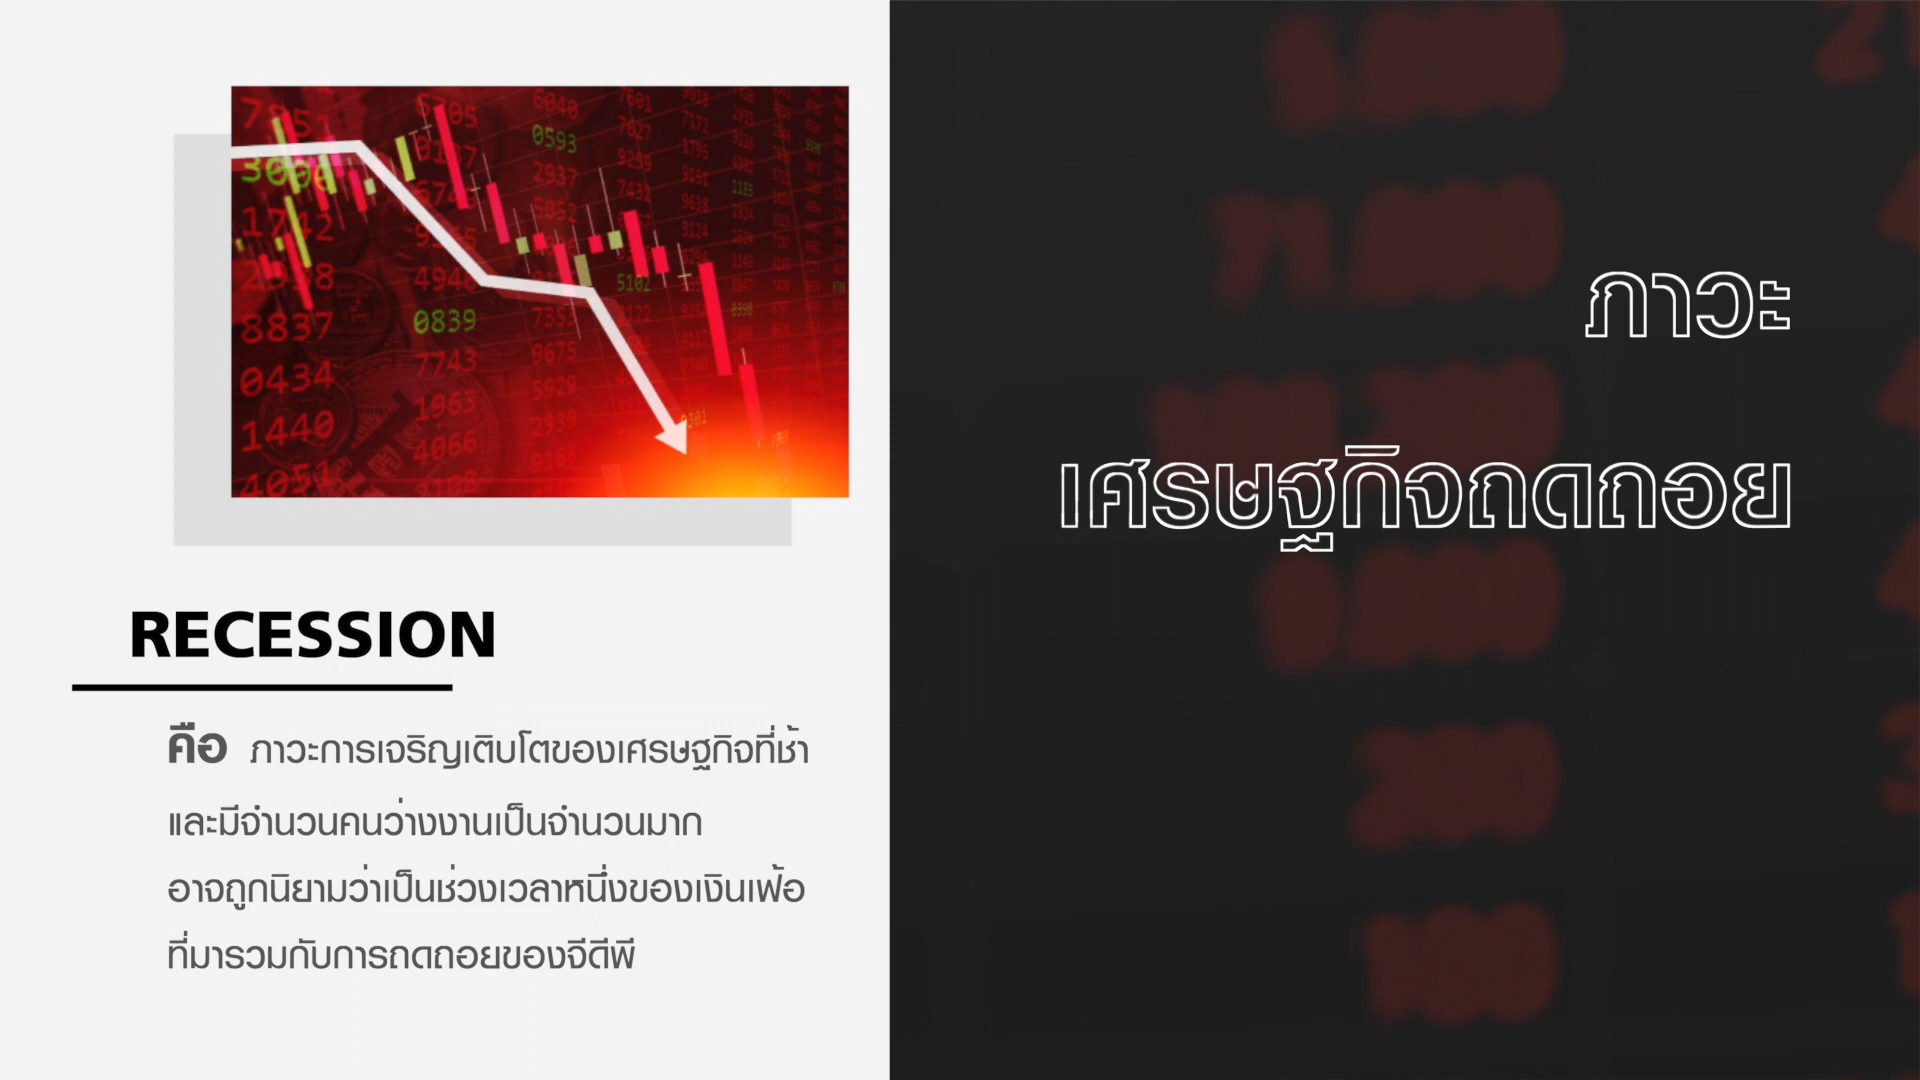 RECESSION
คือ ภาวะการเจริญเติบโตของเศรษฐกิจที่ช้า
และมีจำนวนคนว่างงานเป็นจำนวนมาก
อาจถูกนิยามว่าเป็นช่วงเวลาหนึ่งของเงินเฟ้อ
ที่มารวมกับการถดถอยของจีดีพี
ภาวะ
เศรษฐกิจถดถอย